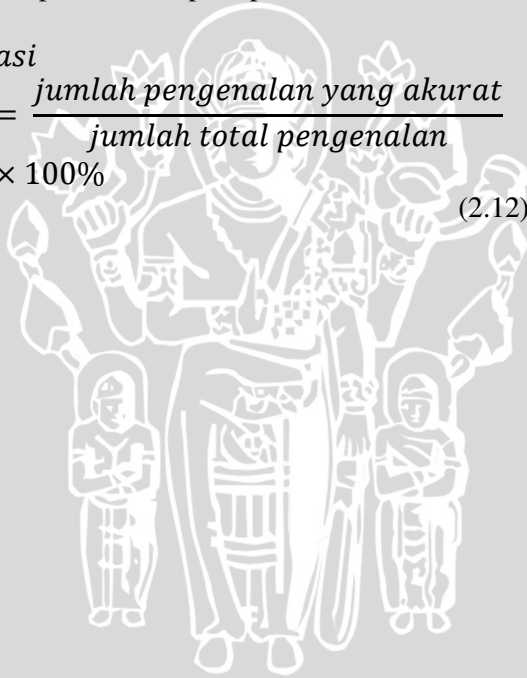 asi
= jumlah pengenalan yang akurat
jumlah total pengenalan
× 100%
(2.12)